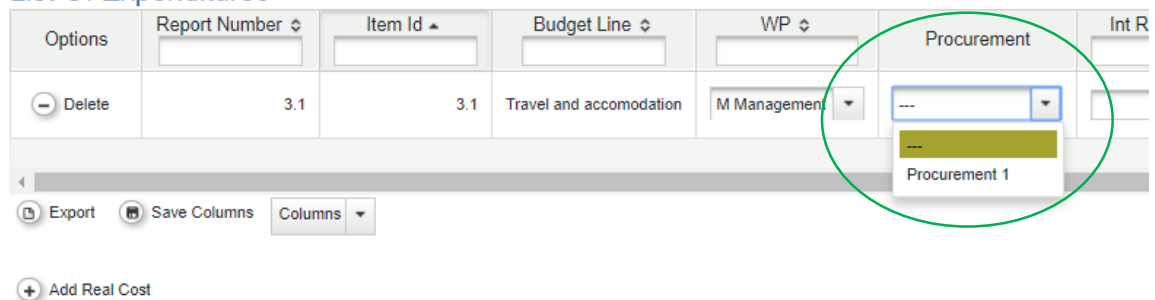 List Of Expenditures
Options Report Number Item Id Budget Line WP Procurement Int R
Delete 3.1 3.1 Travel and accomodation M Management ---
---
Procurement 1
Export Save Columns Columns
Add Real Cost